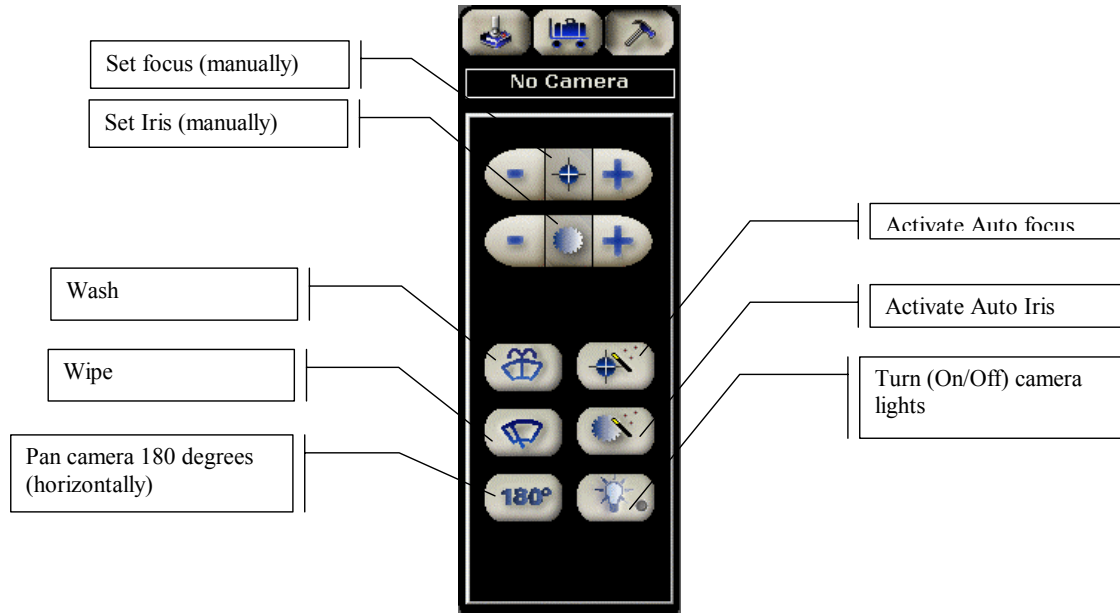 Set focus (manually)
Set Iris (manually)
No Camera
-
+
-
+
Activate Auto focus
Wash
Activate Auto Iris
Wipe
Turn (On/Off) camera
lights
Pan camera 180 degrees
(horizontally)
180°